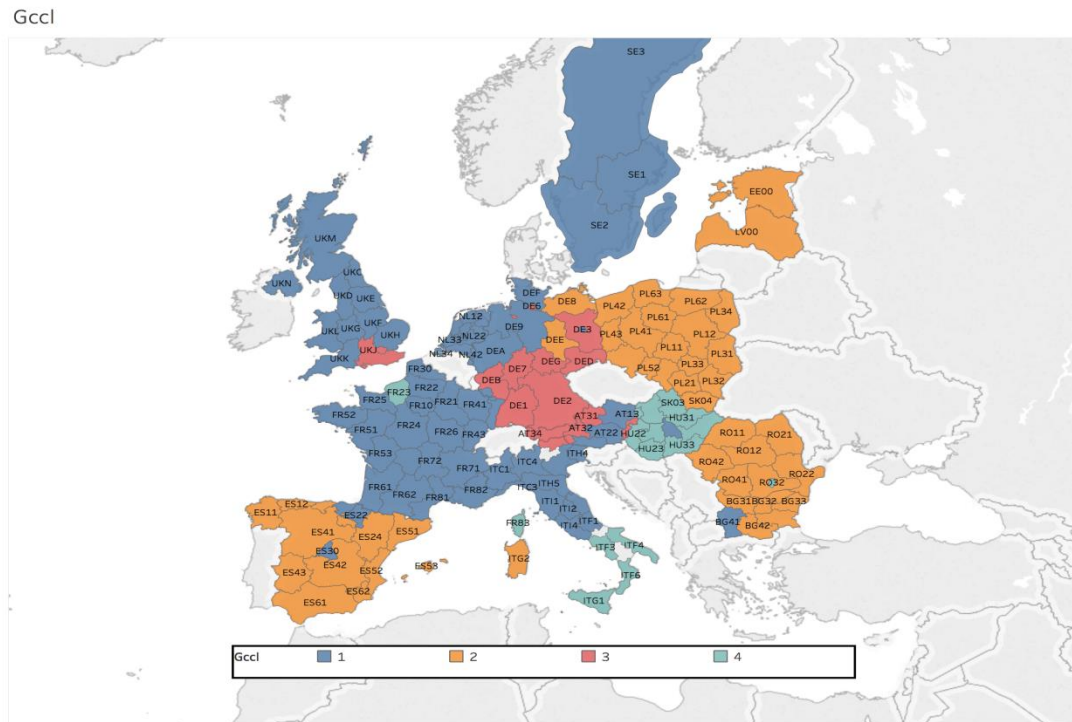 Gccl
SE3
SE1
SE2
EE00
LV00
UKM
UKN
UKC
UKD
UKE
UKL
UKG
UKF
UKH
UKK
UKJ
DEF
DE6
DE8
NL12
NL33
NL22
DE9
NL34
NL42
DEA
DEE
DE3
DE7
DEG
DED
DEB
DE1
DE2
PL63
PL42
PL62
PL61
PL34
PL43
PL41
PL12
PL11
PL31
PL52
PL33
PL21
PL32
FR30
FR23
FR22
FR25
FR10
FR21
FR41
FR52
FR51
FR24
FR26
FR43
FR53
FR72
FR71
FR61
FR62
FR81
FR82
FR83
AT13
AT31
AT32
AT34
AT22
SK03
SK04
HU31
HU22
HU23
HU33
ITH4
ITC4
ITC1
ITC3
ITH5
ITI1
ITI2
ITF1
ITI4
ITF3
ITF4
ITF6
ITG2
ITG1
RO11
RO21
RO12
RO42
RO22
RO41
RO32
BG31
BG32
BG33
BG41
BG42
ES12
ES11
ES22
ES41
ES24
ES51
ES30
ES42
ES43
ES52
ES53
ES62
ES61
Gccl 1 2 3 4